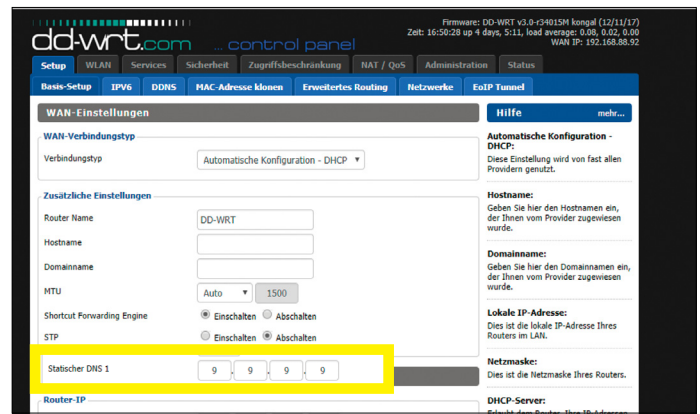 Firmware: DD-WRT v3.0-r34015M kongal (12/11/17)
Zeit: 16:50:28 up 4 days, 5:11, load average: 0.08, 0.02, 0.00
WAN IP: 192.168.88.92
dd-wrt.com ... control panel
Setup WLAN Services Sicherheit Zugriffsbeschränkung NAT / QoS Administration Status
Basis-Setup IPV6 DDNS MAC-Adresse klonen Erweitertes Routing Netzwerke EoIP Tunnel
WAN-Einstellungen
WAN-Verbindungstyp
Verbindungstyp Automatische Konfiguration - DHCP
Zusätzliche Einstellungen
Router Name DD-WRT
Hostname
Domainname
MTU Auto 1500
Shortcut Forwarding Engine Einschalten Abschalten
STP Einschalten Abschalten
Statischer DNS 1 9 . 9 . 9 . 9
Router-IP
Hilfe mehr...
Automatische Konfiguration -
DHCP:
Diese Einstellung wird von fast allen
Providern genutzt.
Hostname:
Geben Sie hier den Hostnamen ein,
der Ihnen vom Provider zugewiesen
wurde.
Domainname:
Geben Sie hier den Domainnamen ein,
der Ihnen vom Provider zugewiesen
wurde.
Lokale IP-Adresse:
Dies ist die lokale IP-Adresse Ihres
Routers im LAN.
Netzmaske:
Dies ist die Netzmaske Ihres Routers.
DHCP-Server: